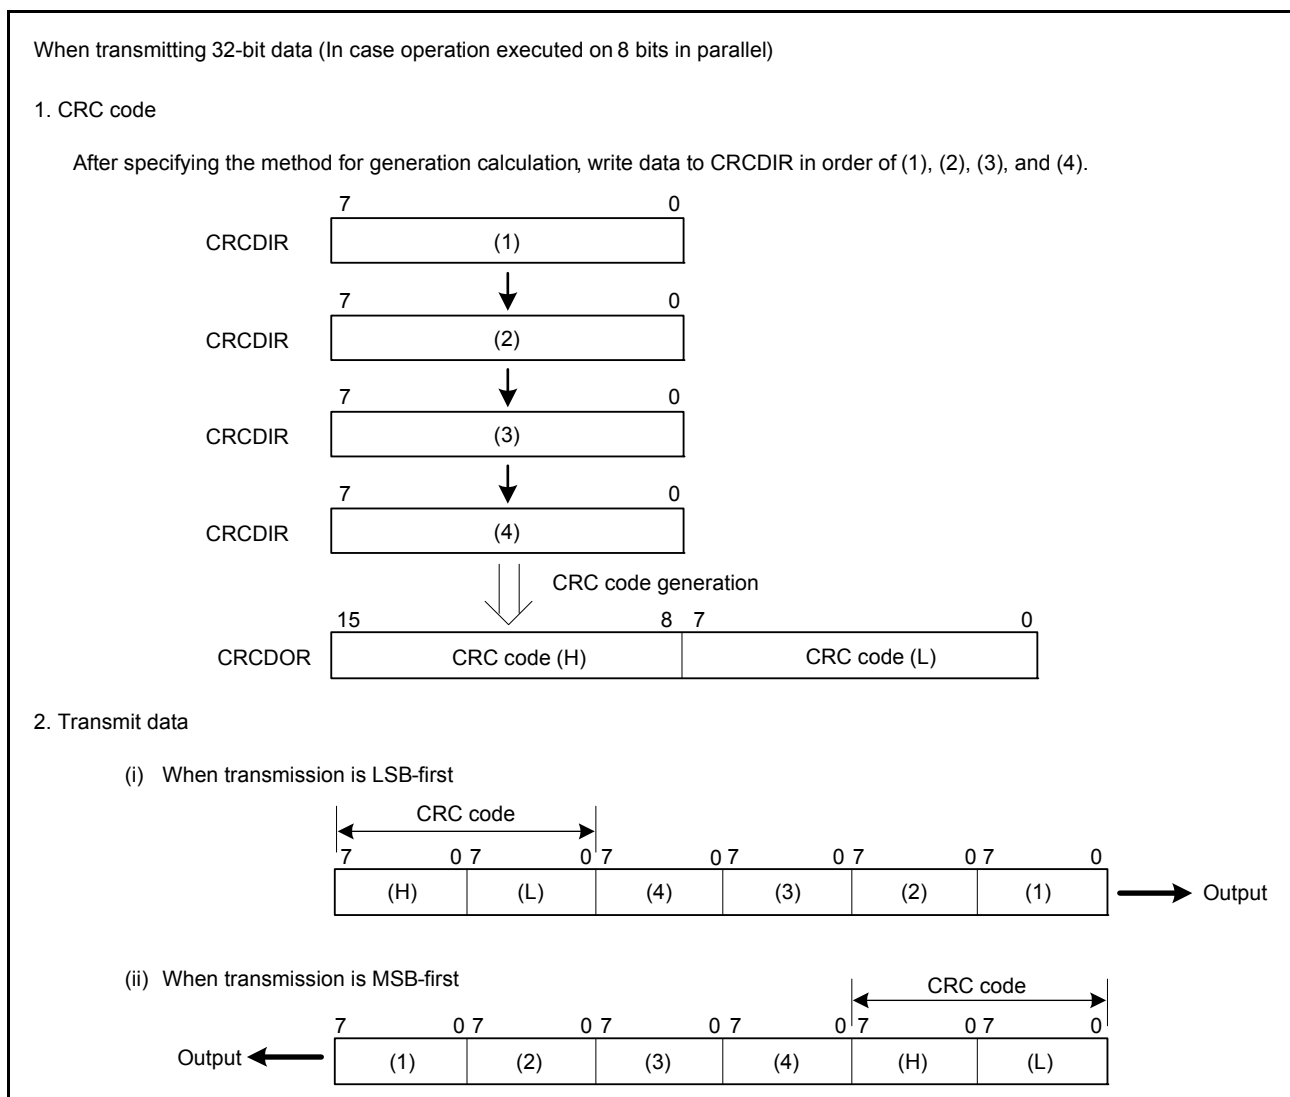 When transmitting 32-bit data (In case operation executed on 8 bits in parallel)
1. CRC code
After specifying the method for generation calculation, write data to CRCDIR in order of (1), (2), (3), and (4).
7 0
CRCDIR (1)
7 0
CRCDIR (2)
7 0
CRCDIR (3)
7 0
CRCDIR (4)
CRC code generation
15 8 7 0
CRCDOR CRC code (H) CRC code (L)
2. Transmit data
(i) When transmission is LSB-first
CRC code
7 0 7 0 7 0 7 0 7 0 7 0
(H) (L) (4) (3) (2) (1) Output
(ii) When transmission is MSB-first
CRC code
7 0 7 0 7 0 7 0 7 0 7 0
Output (1) (2) (3) (4) (H) (L)